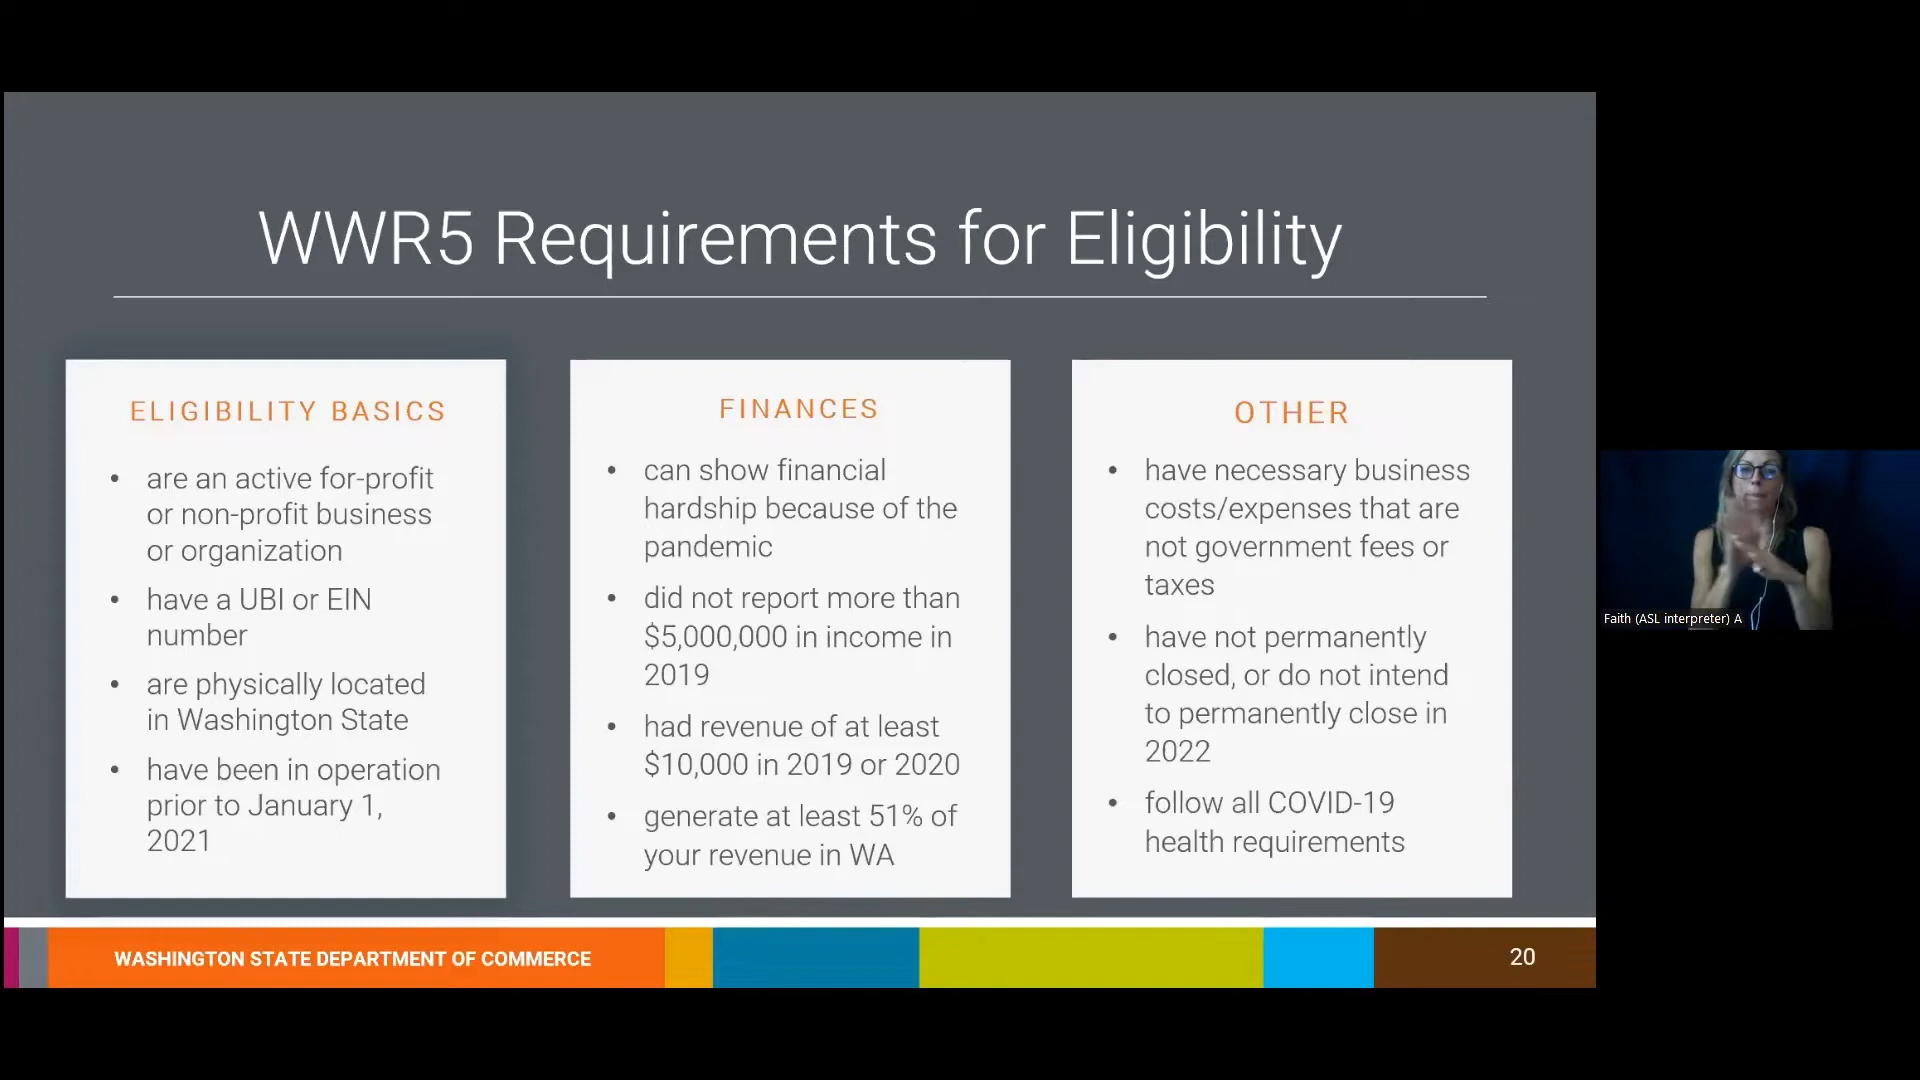 WWR5 Requirements for Eligibility
ELIGIBILITY BASICS
• are an active for-profit
or non-profit business
or organization
• have a UBI or EIN
number
• are physically located
in Washington State
• have been in operation
prior to January 1,
2021
FINANCES
• can show financial
hardship because of the
pandemic
• did not report more than
$5,000,000 in income in
2019
• had revenue of at least
$10,000 in 2019 or 2020
• generate at least 51% of
your revenue in WA
OTHER
• have necessary business
costs/expenses that are
not government fees or
taxes
• have not permanently
closed, or do not intend
to permanently close in
2022
• follow all COVID-19
health requirements
Faith (ASL interpreter) A
WASHINGTON STATE DEPARTMENT OF COMMERCE
20